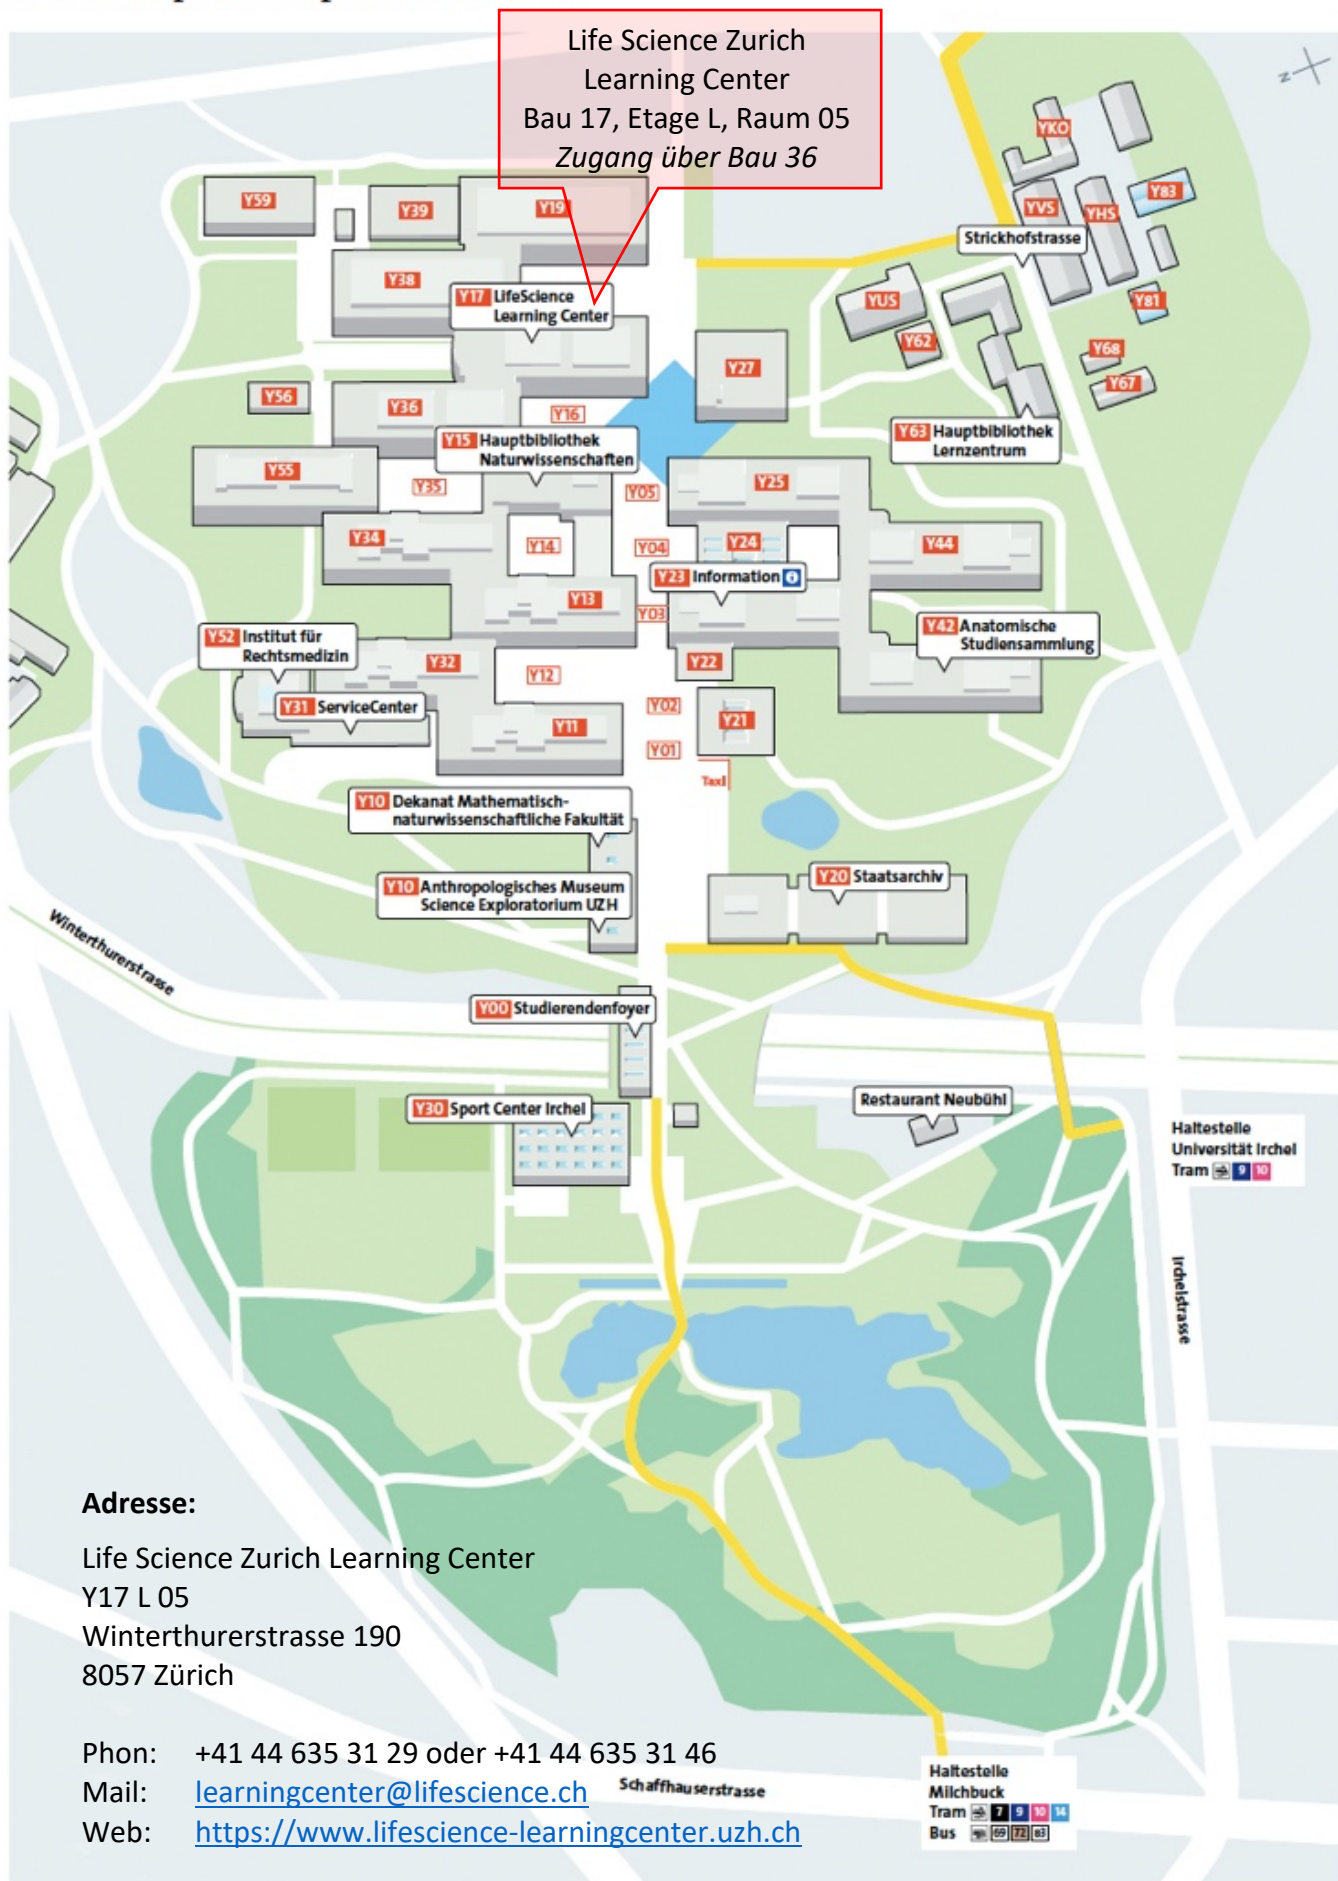 Life Science Zurich
Learning Center
Bau 17, Etage L, Raum 05
Zugang über Bau 36
N
YKO
Y83
YVS
YHS
Strickhofstrasse
Y59
Y39
Y19
Y38
Y17 LifeScience
Learning Center
YUS
Y81
Y62
Y68
Y67
Y27
Y56
Y36
Y16
Y15 Hauptbibliothek
Naturwissenschaften
Y63 Hauptbibliothek
Lernzentrum
Y55
Y35
Y05
Y25
Y34
Y14
Y04
Y24
Y44
Y23 Information i
Y13
Y03
Y52 Institut für
Rechtsmedizin
Y42 Anatomische
Studiensammlung
Y32
Y12
Y22
Y31 ServiceCenter
Y11
Y02
Y21
Y01
Taxi
Y10 Dekanat Mathematisch-
naturwissenschaftliche Fakultät
Y10 Anthropologisches Museum
Science Exploratorium UZH
Y20 Staatsarchiv
Winterthurerstrasse
Y00 Studierendenfoyer
Y30 Sport Center Irchel
Restaurant Neubühl
Haltestelle
Universität Irchel
Tram 9 10
Irchelstrasse
Adresse:
Life Science Zurich Learning Center
Y17 L 05
Winterthurerstrasse 190
8057 Zürich
Phon: +41 44 635 31 29 oder +41 44 635 31 46
Mail: learningcenter@lifescience.ch
Web: https://www.lifescience-learningcenter.uzh.ch
Schaffhauserstrasse
Haltestelle
Milchbuck
Tram 7 9 10 14
Bus 69 72 83